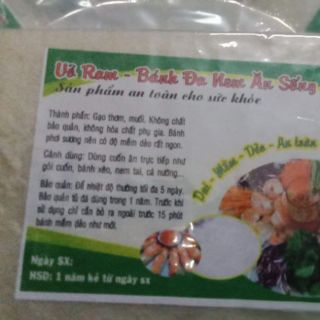 Vỏ Ram - Bánh Đa Nem Ăn Sống
Sản phẩm an toàn cho sức khỏe
Thành phần: Gạo thơm, muối, Không chất
bảo quản, không hóa chất phụ gia. Bánh
phơi sương nên có độ mềm dẻo rất ngon.
Cách dùng: Dùng cuốn ăn trực tiếp như
gỏi cuốn, bánh xèo, nem tai, cá nướng...
Bảo quản: Để nhiệt độ thường tối đa 5 ngày.
Bảo quản tủ đá dùng trong 1 năm. Trước khi
sử dụng chỉ cần bỏ ra ngoài trước 15 phút
bánh mềm dẻo như mới.
Dai - Mềm - Dẻo - An toàn
Ngày SX:
HSD: 1 năm kể từ ngày sx